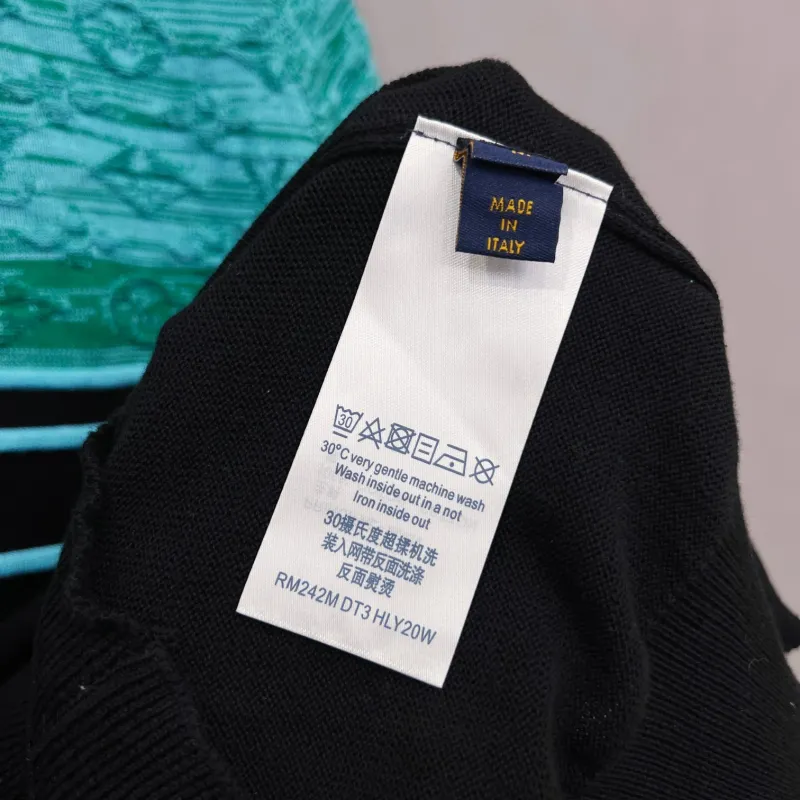 MADE
IN
ITALY
30
30°C very gentle machine wash
Wash inside out in a not
Iron inside out
30摄氏度超揉机洗
装入网带反面洗涤
反面熨烫
RM242M DT3 HLY20W